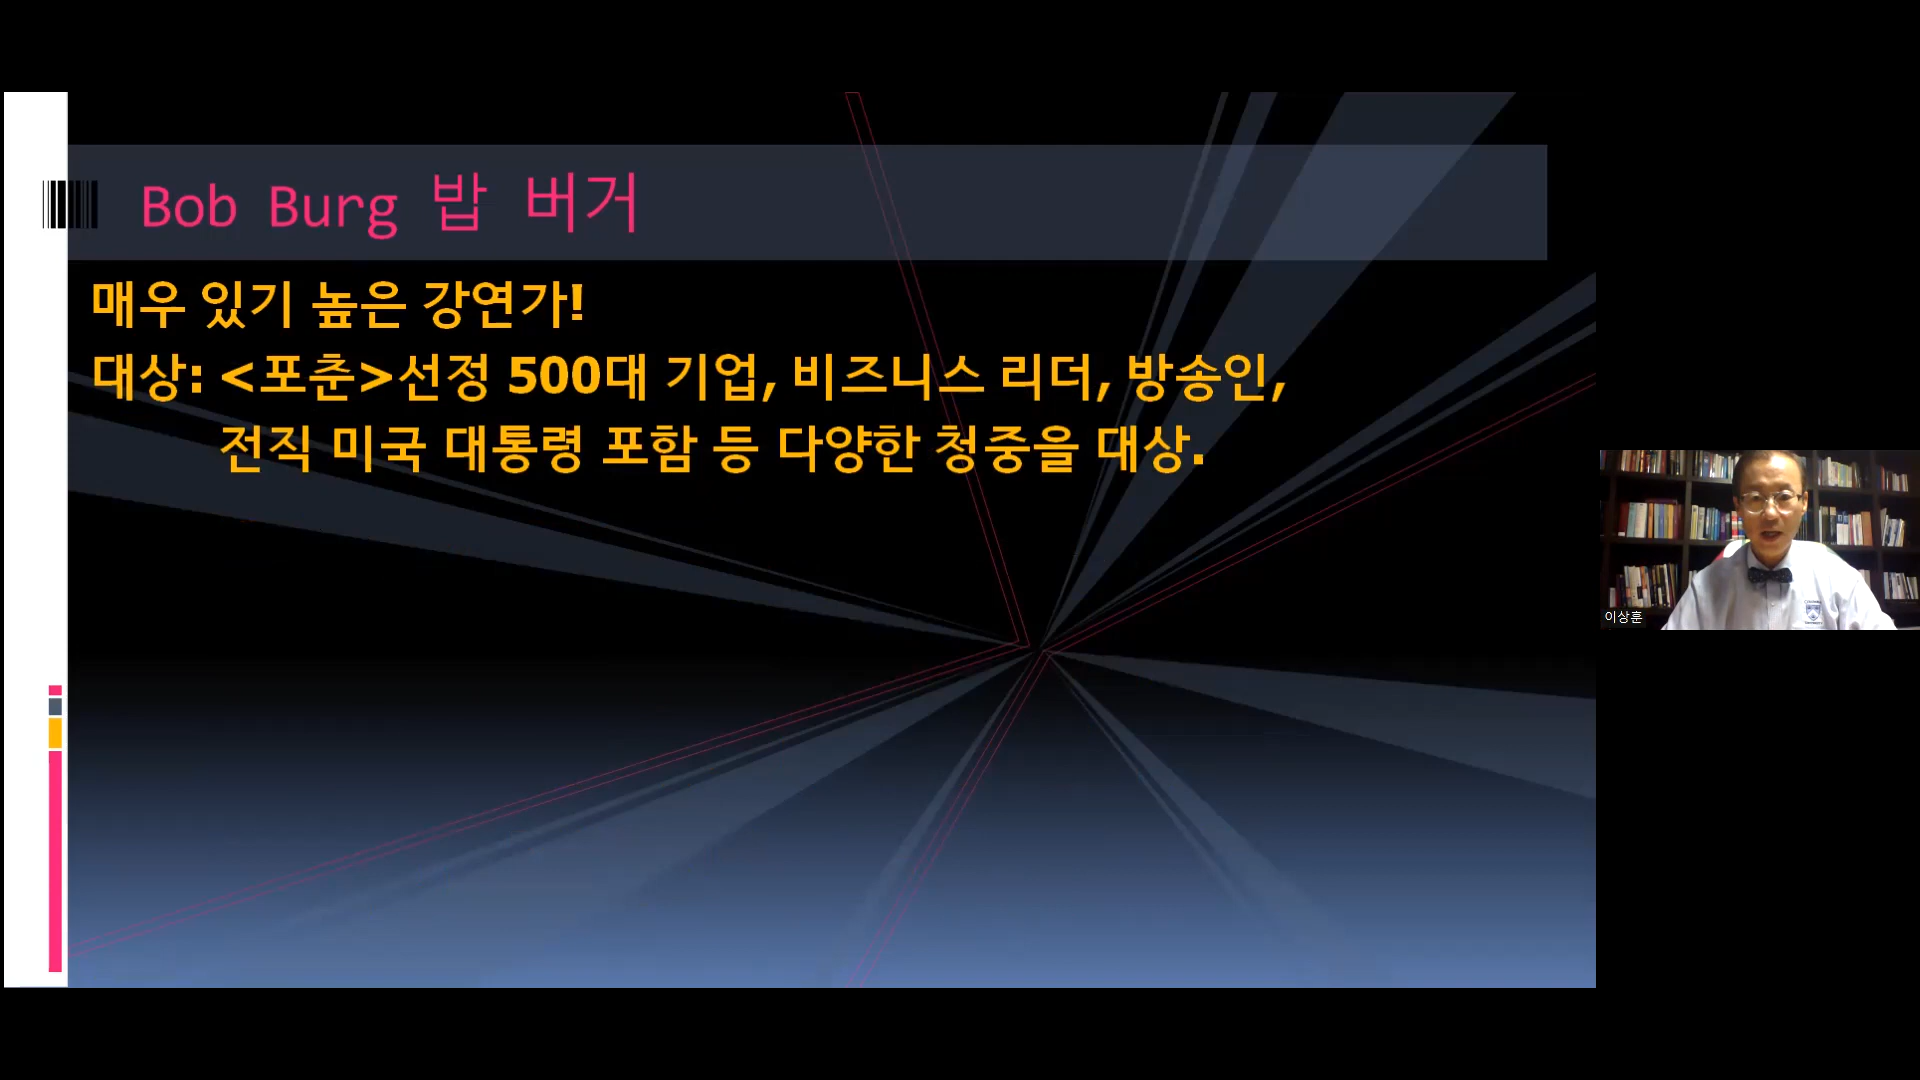 Bob Burg 밥 버거
매우 있기 높은 강연가!
대상: <포춘>선정 500대 기업, 비즈니스 리더, 방송인,
전직 미국 대통령 포함 등 다양한 청중을 대상.
이상훈